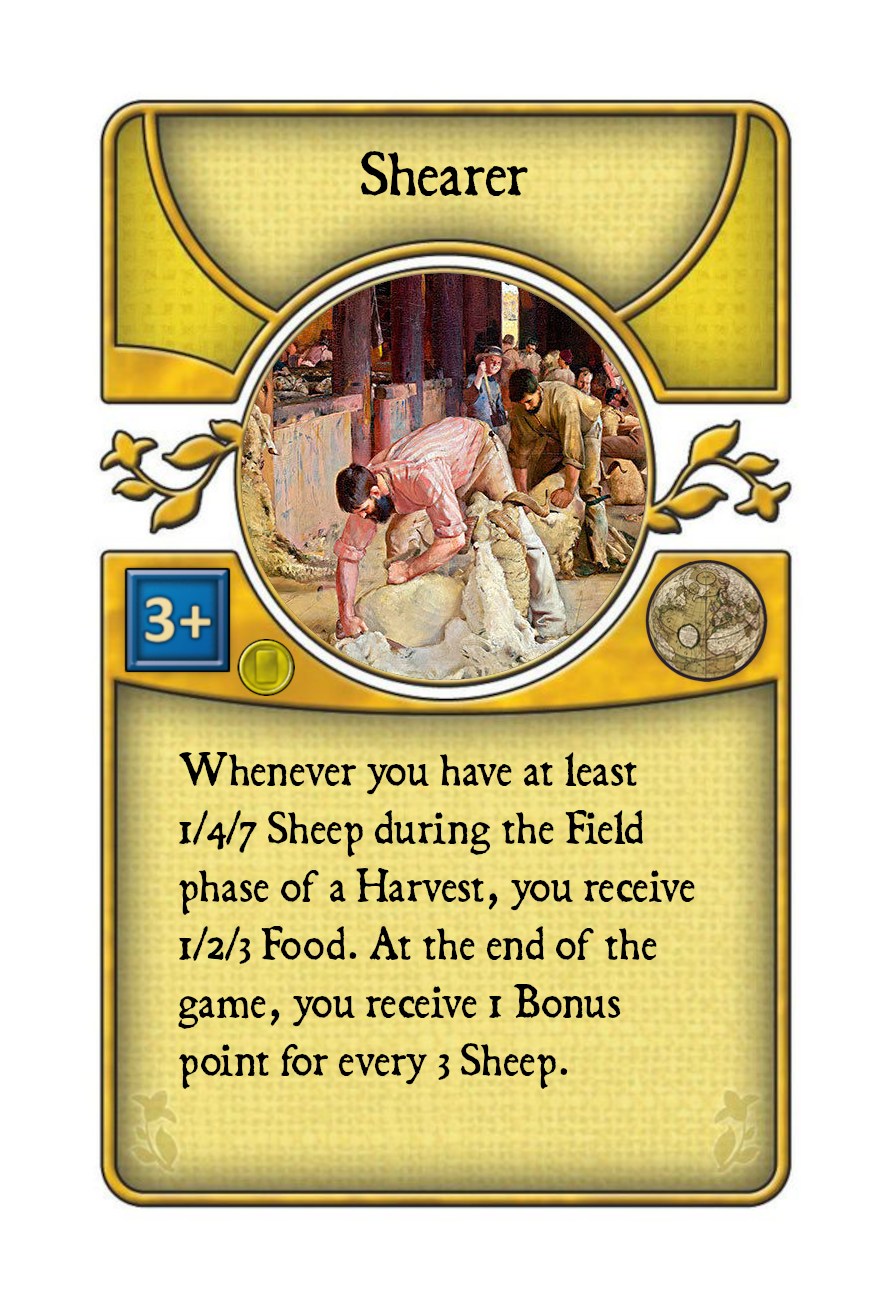 Shearer
3+
Whenever you have at least
1/4/7 Sheep during the Field
phase of a Harvest, you receive
1/2/3 Food. At the end of the
game, you receive 1 Bonus
point for every 3 Sheep.